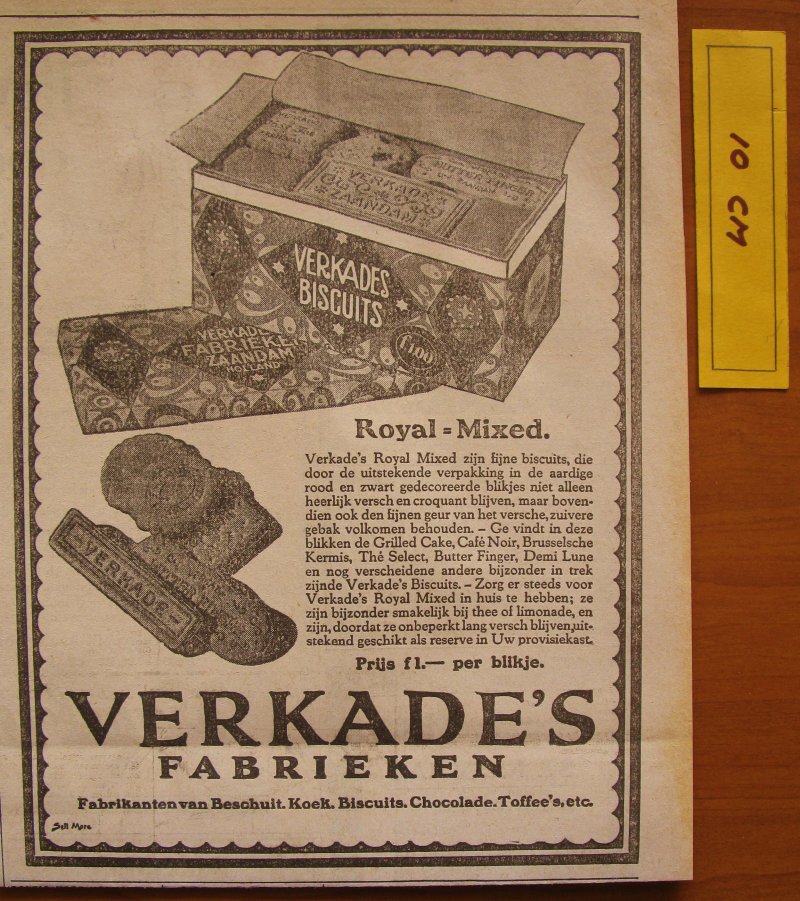 VERKADE
ZAANDAM
BUTTER FINGER
VERKADES
BISCUITS
f 1.00
VERKADE
FABRIEKEN
ZAANDAM
HOLLAND
10 CM
Royal = Mixed.
Verkade's Royal Mixed zijn fijne biscuits, die
door de uitstekende verpakking in de aardige
rood en zwart gedecoreerde blikjes niet alleen
heerlijk versch en croquant blijven, maar boven-
dien ook den fijnen geur van het versche, zuivere
gebak volkomen behouden. – Ge vindt in deze
blikken de Grilled Cake, Café Noir, Brusselsche
Kermis, Thé Select, Butter Finger, Demi Lune
en nog verscheidene andere bijzonder in trek
zijnde Verkade's Biscuits. – Zorg er steeds voor
Verkade's Royal Mixed in huis te hebben; ze
zijn bijzonder smakelijk bij thee of limonade, en
zijn, doordat ze onbeperkt lang versch blijven, uit-
stekend geschikt als reserve in Uw provisiekast.
VERKADE
Prijs f 1.— per blikje.
VERKADE'S
FABRIEKEN
Fabrikanten van Beschuit. Koek. Biscuits. Chocolade. Toffee's, etc.
Sell More